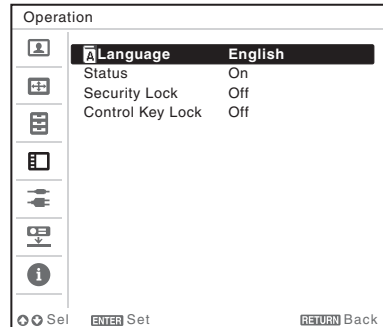 Operation
A Language English
Status On
Security Lock Off
Control Key Lock Off
Sel ENTER Set RETURN Back